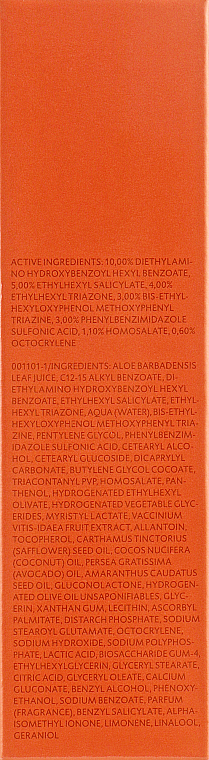 ACTIVE INGREDIENTS: 10,00% DIETHYLAMI-
NO HYDROXYBENZOYL HEXYL BENZOATE,
5,00% ETHYLHEXYL SALICYLATE, 4,00%
ETHYLHEXYL TRIAZONE, 3,00% BIS-ETHYL-
HEXYLOXYPHENOL METHOXYPHENYL
TRIAZINE, 3,00% PHENYLBENZIMIDAZOLE
SULFONIC ACID, 1,10% HOMOSALATE, 0,60%
OCTOCRYLENE
001101-1/INGREDIENTS: ALOE BARBADENSIS
LEAF JUICE, C12-15 ALKYL BENZOATE, DI-
ETHYLAMINO HYDROXYBENZOYL HEXYL
BENZOATE, ETHYLHEXYL SALICYLATE, ETHYL-
HEXYL TRIAZONE, AQUA (WATER), BIS-ETHYL-
HEXYLOXYPHENOL METHOXYPHENYL TRIA-
ZINE, PENTYLENE GLYCOL, PHENYLBENZIM-
IDAZOLE SULFONIC ACID, CETEARYL ALCO-
HOL, CETEARYL GLUCOSIDE, DICAPRYLYL
CARBONATE, BUTYLENE GLYCOL COCOATE,
TRIACONTANYL PVP, HOMOSALATE, PAN-
THENOL, HYDROGENATED ETHYLHEXYL
OLIVATE, HYDROGENATED VEGETABLE GLYC-
ERIDES, MYRISTYL LACTATE, VACCINIUM
VITIS-IDAEA FRUIT EXTRACT, ALLANTOIN,
TOCOPHEROL, CARTHAMUS TINCTORIUS
(SAFFLOWER) SEED OIL, COCOS NUCIFERA
(COCONUT) OIL, PERSEA GRATISSIMA
(AVOCADO) OIL, AMARANTHUS CAUDATUS
SEED OIL, GLUCONOLACTONE, HYDROGEN-
ATED OLIVE OIL UNSAPONIFIABLES, GLYC-
ERIN, XANTHAN GUM, LECITHIN, ASCORBYL
PALMITATE, DISTARCH PHOSPHATE, SODIUM
STEAROYL GLUTAMATE, OCTOCRYLENE,
SODIUM HYDROXIDE, SODIUM POLYPHOS-
PHATE, LACTIC ACID, BIOSACCHARIDE GUM-4,
ETHYLHEXYLGLYCERIN, GLYCERYL STEARATE,
CITRIC ACID, GLYCERYL OLEATE, CALCIUM
GLUCONATE, BENZYL ALCOHOL, PHENOXY-
ETHANOL, SODIUM BENZOATE, PARFUM
(FRAGRANCE), BENZYL SALICYLATE, ALPHA-
ISOMETHYL IONONE, LIMONENE, LINALOOL,
GERANIOL